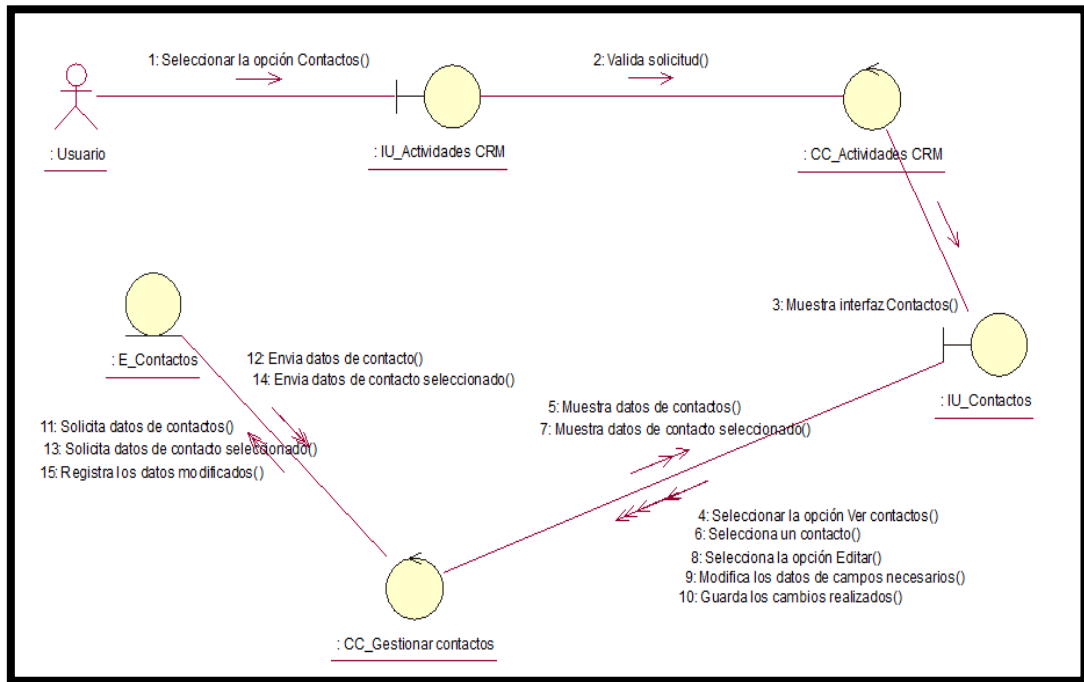 1: Seleccionar la opción Contactos()
2: Valida solicitud()
: Usuario
: IU_Actividades CRM
: CC_Actividades CRM
3: Muestra interfaz Contactos()
: E_Contactos
12: Envia datos de contacto()
14: Envia datos de contacto seleccionado()
: IU_Contactos
5: Muestra datos de contactos()
7: Muestra datos de contacto seleccionado()
11: Solicita datos de contactos()
13: Solicita datos de contacto seleccionado()
15: Registra los datos modificados()
4: Seleccionar la opción Ver contactos()
6: Selecciona un contacto()
8: Selecciona la opción Editar()
9: Modifica los datos de campos necesarios()
10: Guarda los cambios realizados()
: CC_Gestionar contactos